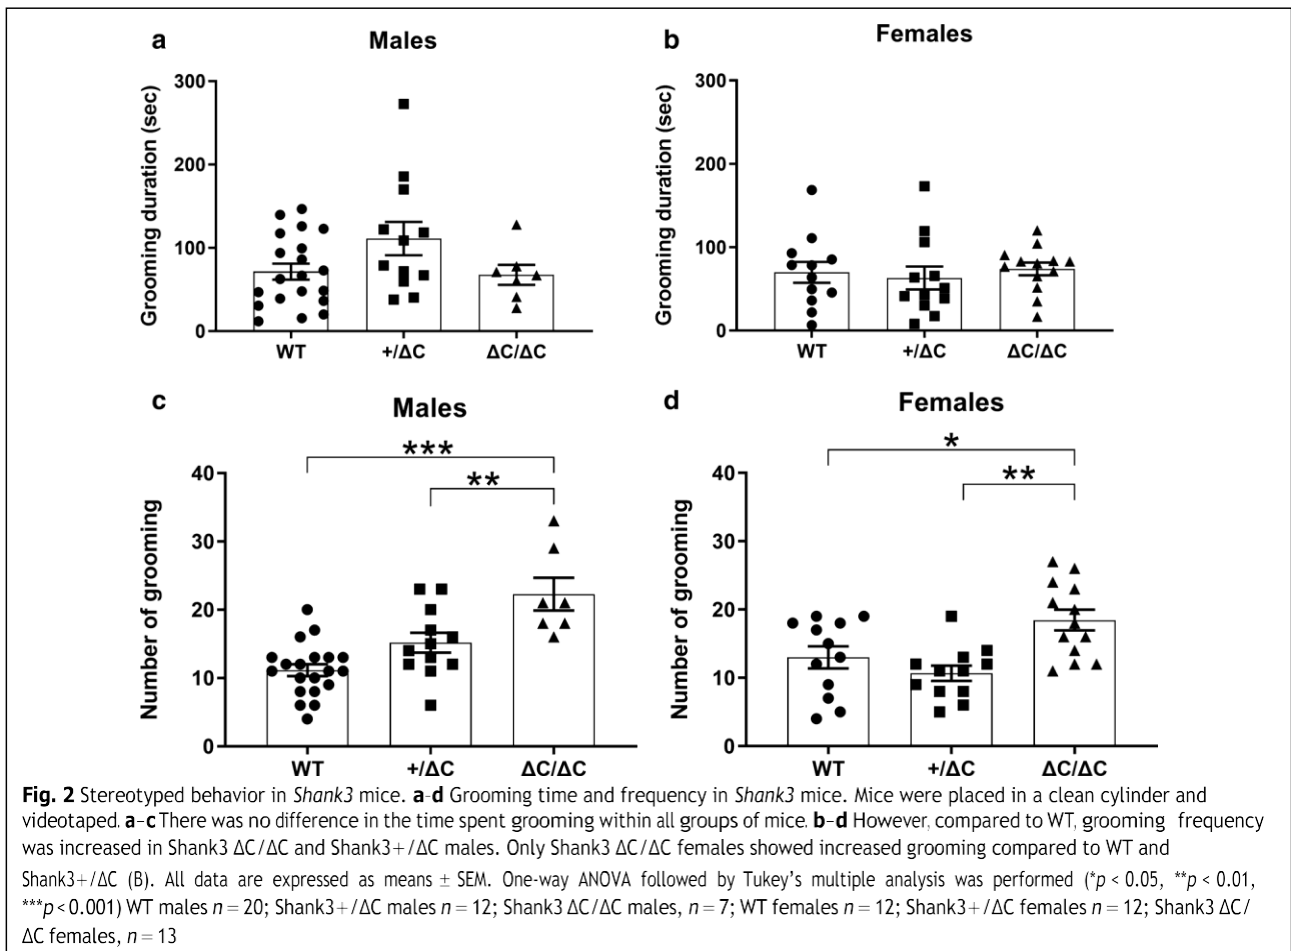 a Males
b Females
Grooming duration (sec)
300
200
100
0
WT +/ΔC ΔC/ΔC
Grooming duration (sec)
300
200
100
0
WT +/ΔC ΔC/ΔC
c Males
d Females
***
**
Number of grooming
40
30
20
10
0
WT +/ΔC ΔC/ΔC
*
**
Number of grooming
40
30
20
10
0
WT +/ΔC ΔC/ΔC
Fig. 2 Stereotyped behavior in Shank3 mice. a-d Grooming time and frequency in Shank3 mice. Mice were placed in a clean cylinder and
videotaped. a–c There was no difference in the time spent grooming within all groups of mice. b–d However, compared to WT, grooming frequency
was increased in Shank3 ΔC/ΔC and Shank3+/ΔC males. Only Shank3 ΔC/ΔC females showed increased grooming compared to WT and
Shank3+/ΔC (B). All data are expressed as means ± SEM. One-way ANOVA followed by Tukey's multiple analysis was performed (*p < 0.05, **p < 0.01,
***p < 0.001) WT males n = 20; Shank3+/ΔC males n = 12; Shank3 ΔC/ΔC males, n = 7; WT females n = 12; Shank3+/ΔC females n = 12; Shank3 ΔC/
ΔC females, n = 13